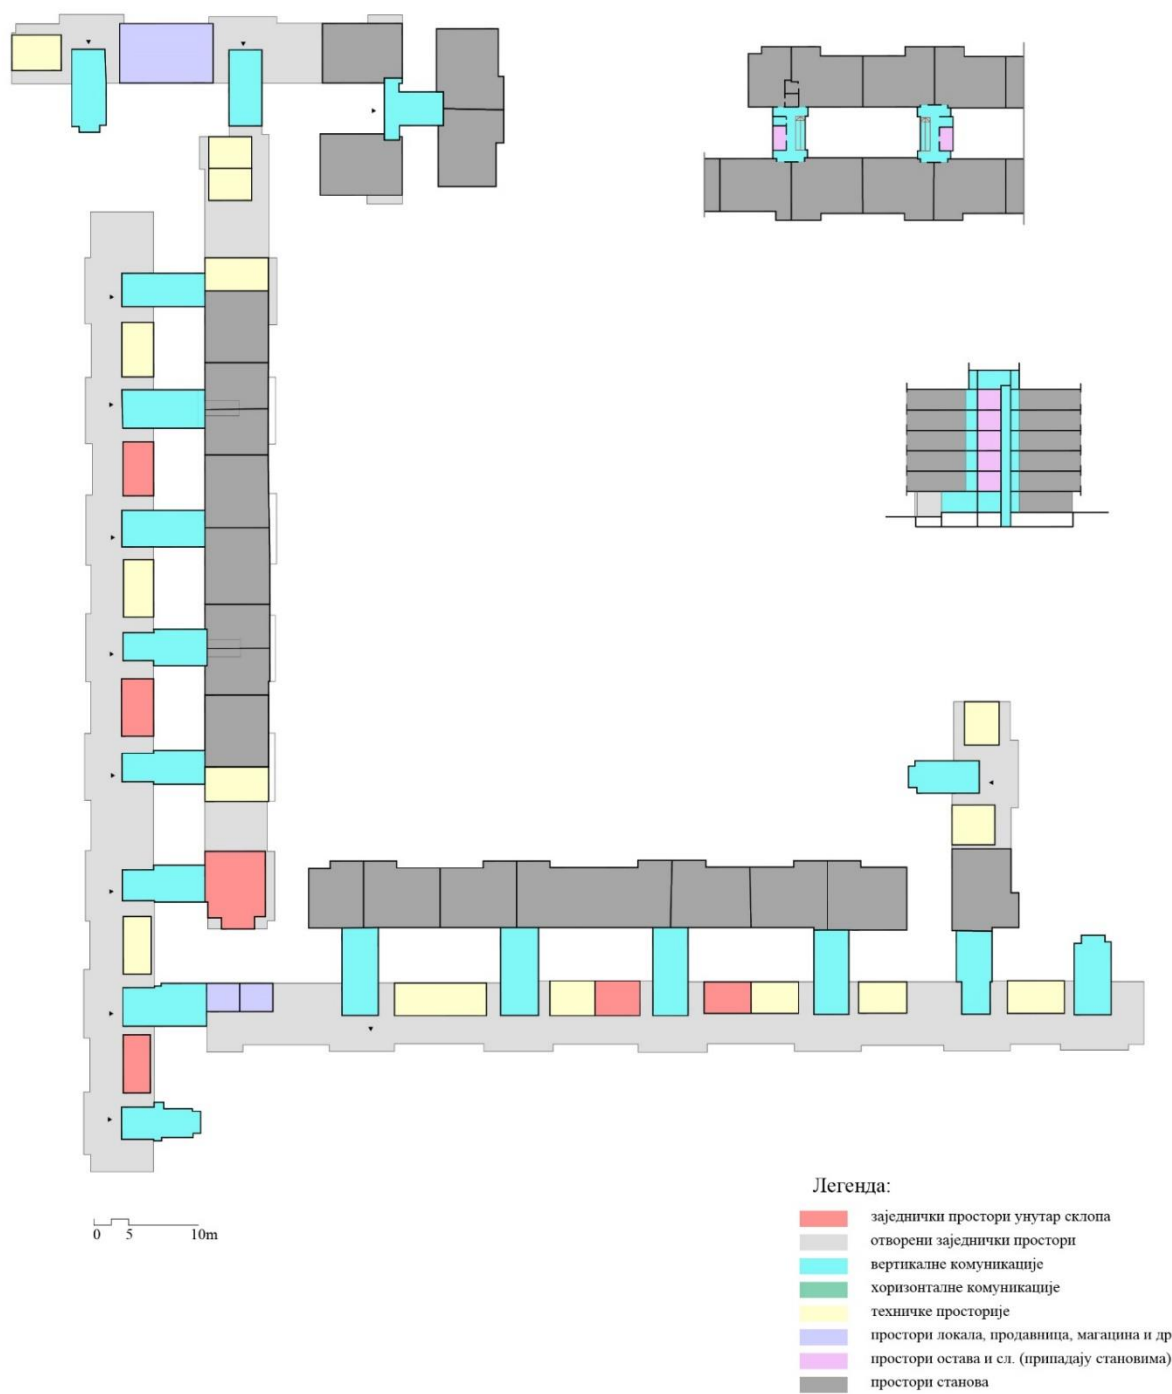 Легенда:
заједнички простори унутар склопа
отворени заједнички простори
вертикалне комуникације
хоризонталне комуникације
техничке просторије
простори локала, продавница, магацина и др
простори остава и сл. (припадају становима)
простори станова
0 5 10m